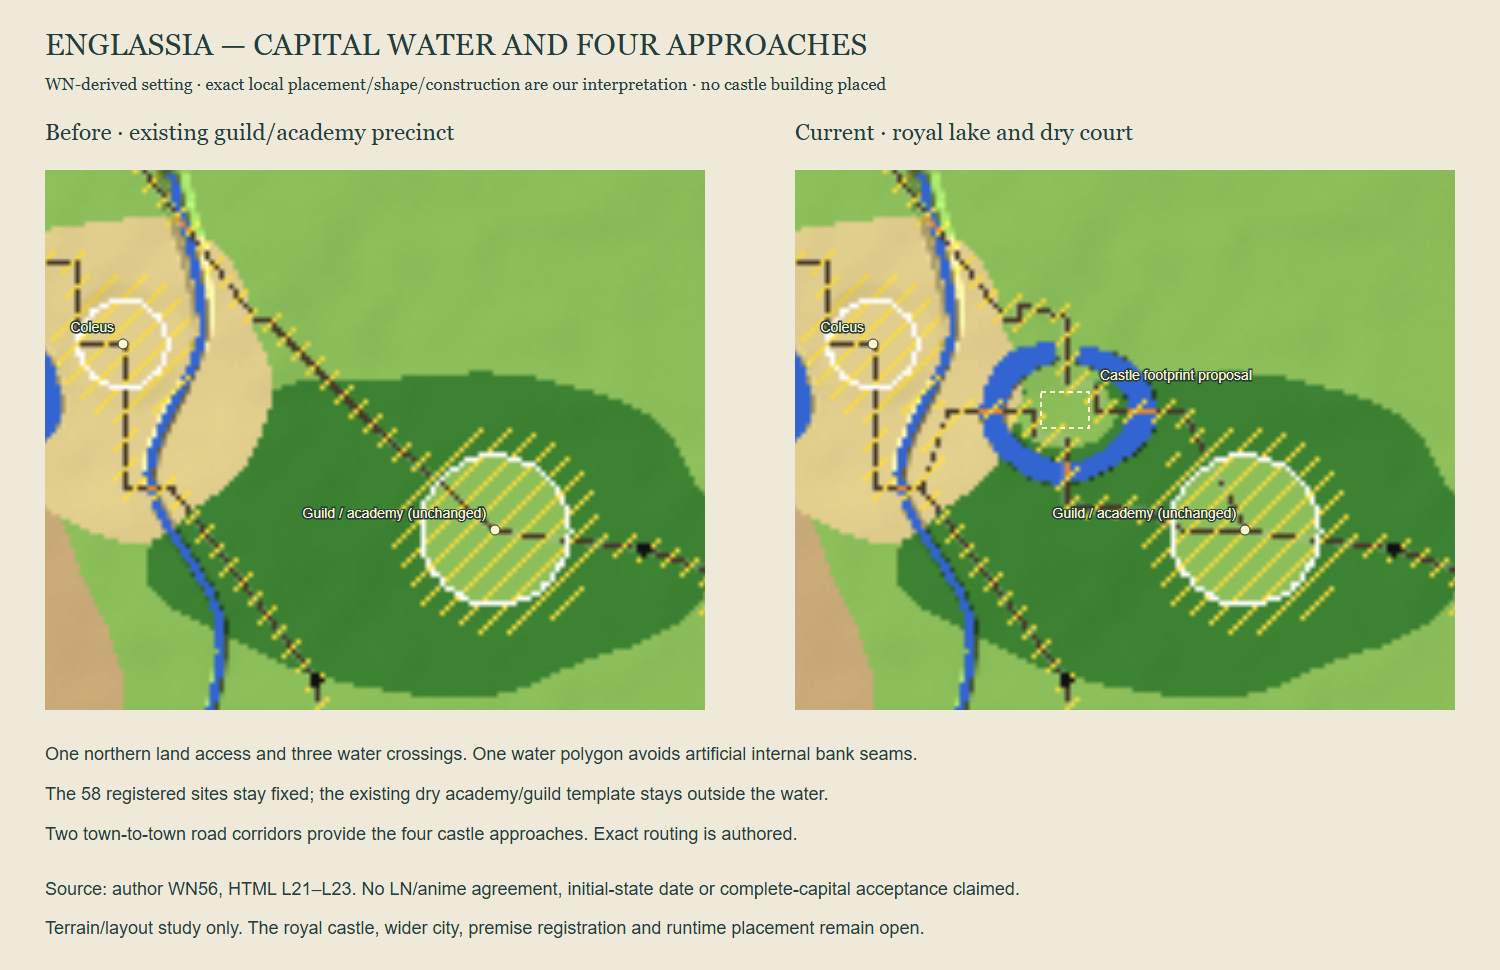 ENGLASSIA — CAPITAL WATER AND FOUR APPROACHES
WN-derived setting · exact local placement/shape/construction are our interpretation · no castle building placed
Before · existing guild/academy precinct
Current · royal lake and dry court
Coleus
Guild / academy (unchanged)
Coleus
Castle footprint proposal
Guild / academy (unchanged)
One northern land access and three water crossings. One water polygon avoids artificial internal bank seams.
The 58 registered sites stay fixed; the existing dry academy/guild template stays outside the water.
Two town-to-town road corridors provide the four castle approaches. Exact routing is authored.
Source: author WN56, HTML L21–L23. No LN/anime agreement, initial-state date or complete-capital acceptance claimed.
Terrain/layout study only. The royal castle, wider city, premise registration and runtime placement remain open.